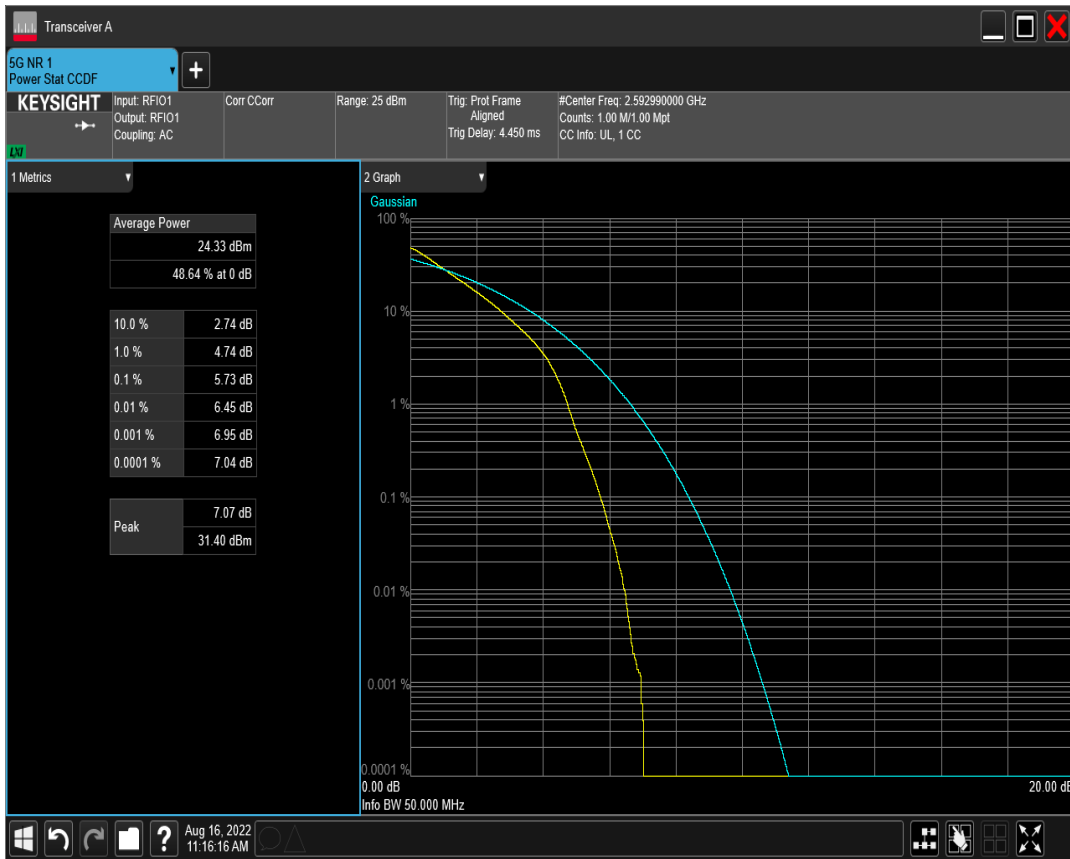 Transceiver A
5G NR 1
Power Stat CCDF
+
KEYSIGHT
LXI
Input: RFIO1
Output: RFIO1
Coupling: AC
Corr CCorr
Range: 25 dBm
Trig: Prot Frame
Aligned
Trig Delay: 4.450 ms
#Center Freq: 2.592990000 GHz
Counts: 1.00 M/1.00 Mpt
CC Info: UL, 1 CC
1 Metrics
Average Power
24.33 dBm
48.64 % at 0 dB
10.0 % 2.74 dB
1.0 % 4.74 dB
0.1 % 5.73 dB
0.01 % 6.45 dB
0.001 % 6.95 dB
0.0001 % 7.04 dB
Peak
7.07 dB
31.40 dBm
2 Graph
Gaussian
100 %
10 %
1 %
0.1 %
0.01 %
0.001 %
0.0001 %
0.00 dB 20.00 dB
Info BW 50.000 MHz
?
Aug 16, 2022
11:16:16 AM